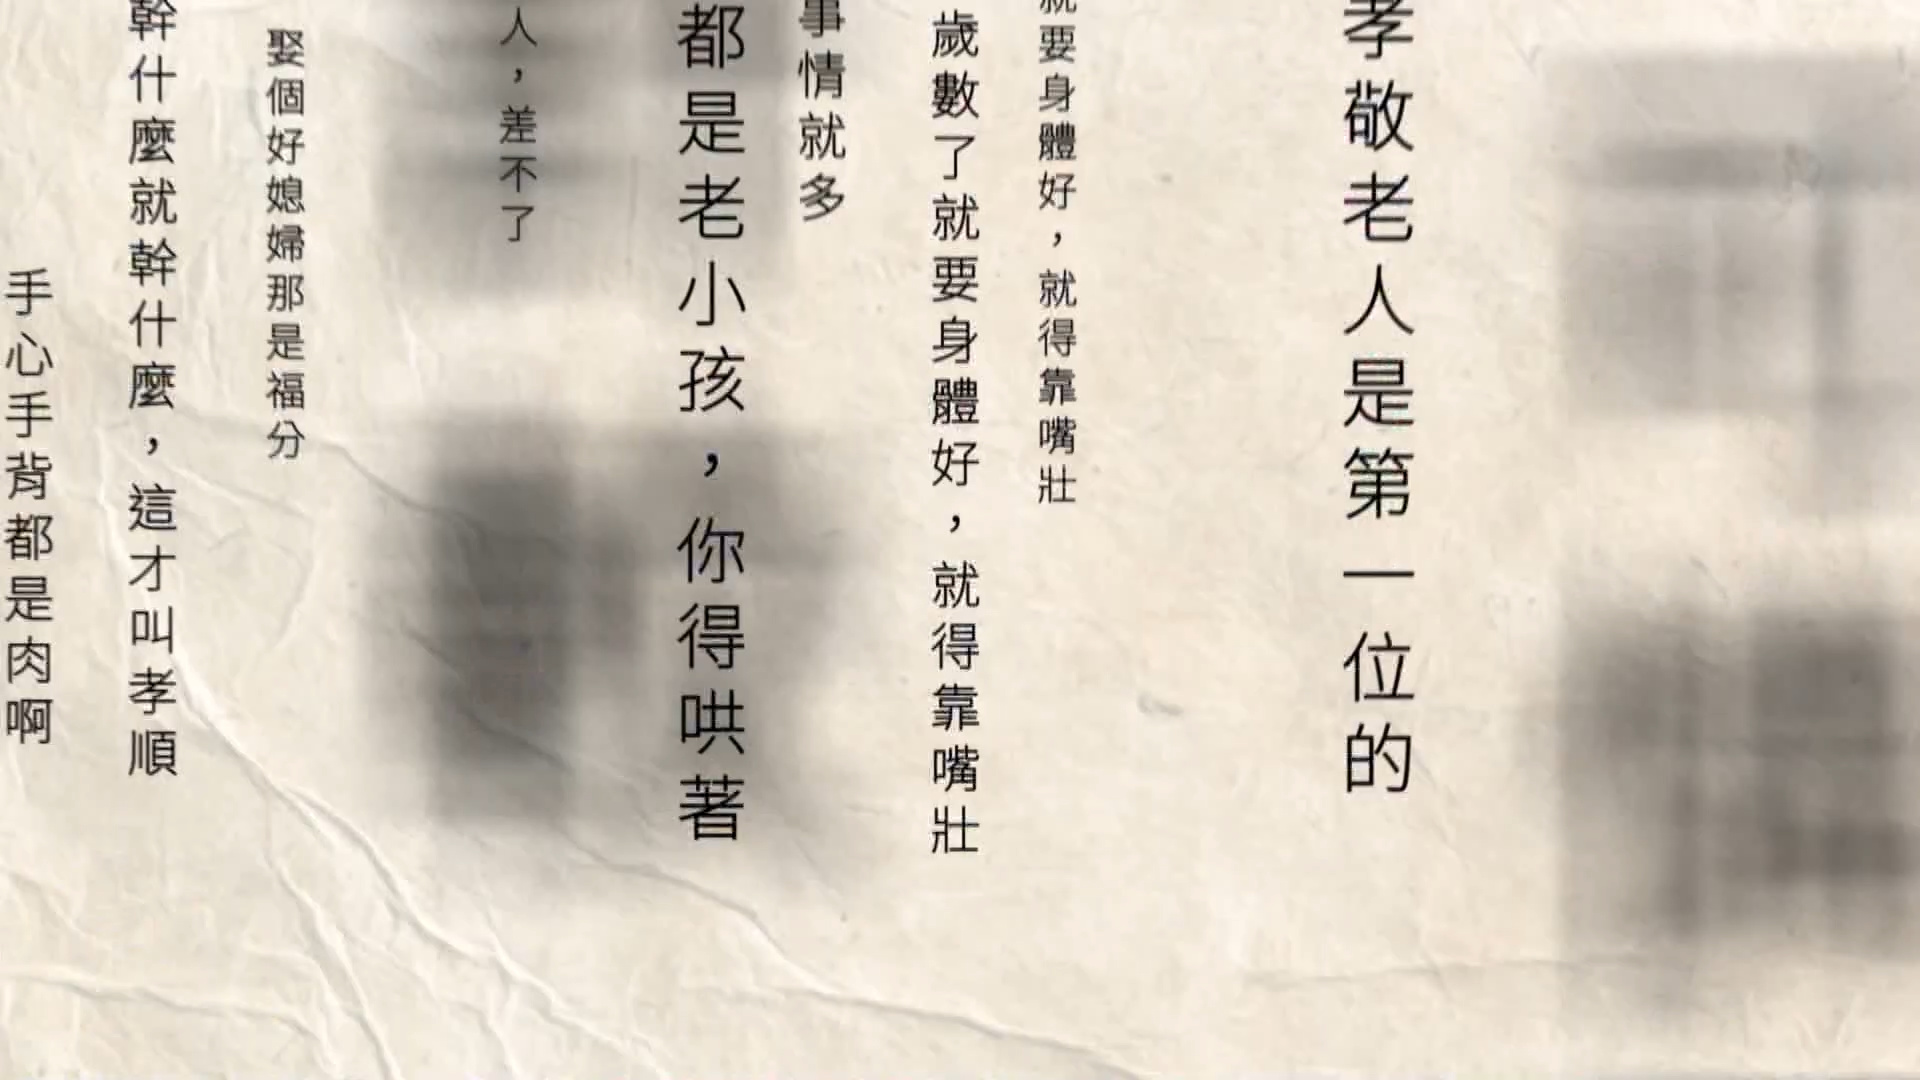 孝敬老人是第一位的
就要身體好，就得靠嘴壯
歲數了就要身體好，就得靠嘴壯
事情就多
都是老小孩，你得哄著
人，差不了
娶個好媳婦那是福分
幹什麼就幹什麼，這才叫孝順
手心手背都是肉啊